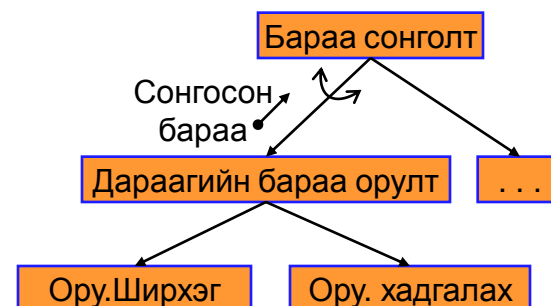 Бараа сонголт
Сонгосон
бараа
Дараагийн бараа орулт
. . .
Ору.Ширхэг
Ору. хадгалах